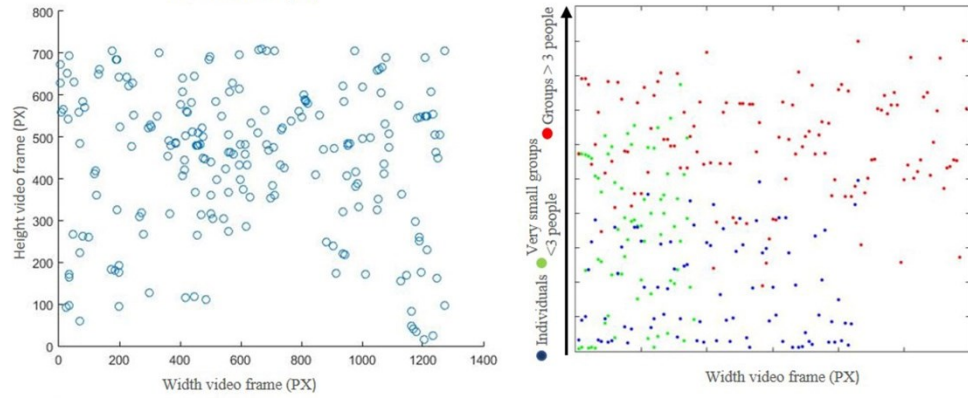 800
700
600
500
400
300
200
100
0
Height video frame (PX)
0 200 400 600 800 1000 1200 1400
Width video frame (PX)
Individuals
Very small groups
<3 people
Groups > 3 people
Width video frame (PX)